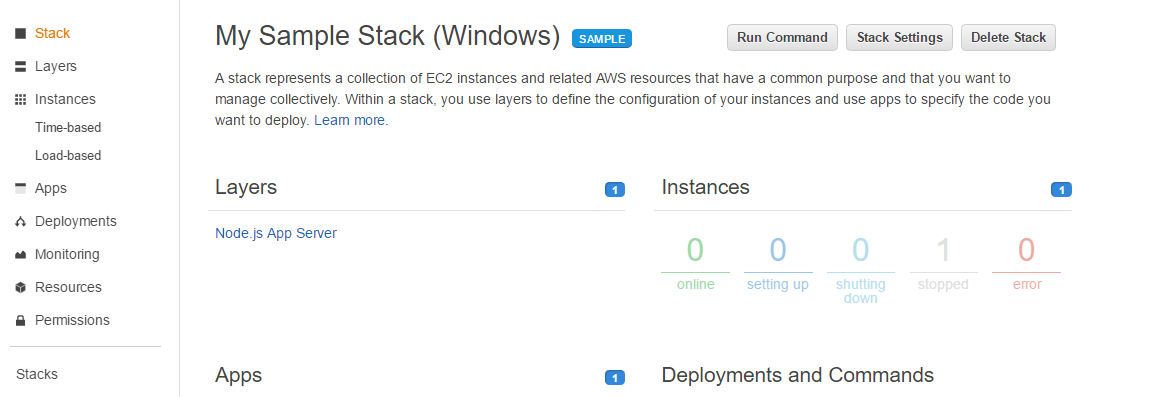 Stack
Layers
Instances
Time-based
Load-based
Apps
Deployments
Monitoring
Resources
Permissions
Stacks
My Sample Stack (Windows) SAMPLE
Run Command Stack Settings Delete Stack
A stack represents a collection of EC2 instances and related AWS resources that have a common purpose and that you want to
manage collectively. Within a stack, you use layers to define the configuration of your instances and use apps to specify the code you
want to deploy. Learn more.
Layers 1
Node.js App Server
Instances 1
0 0 0 1 0
online setting up shutting down stopped error
Apps 1
Deployments and Commands